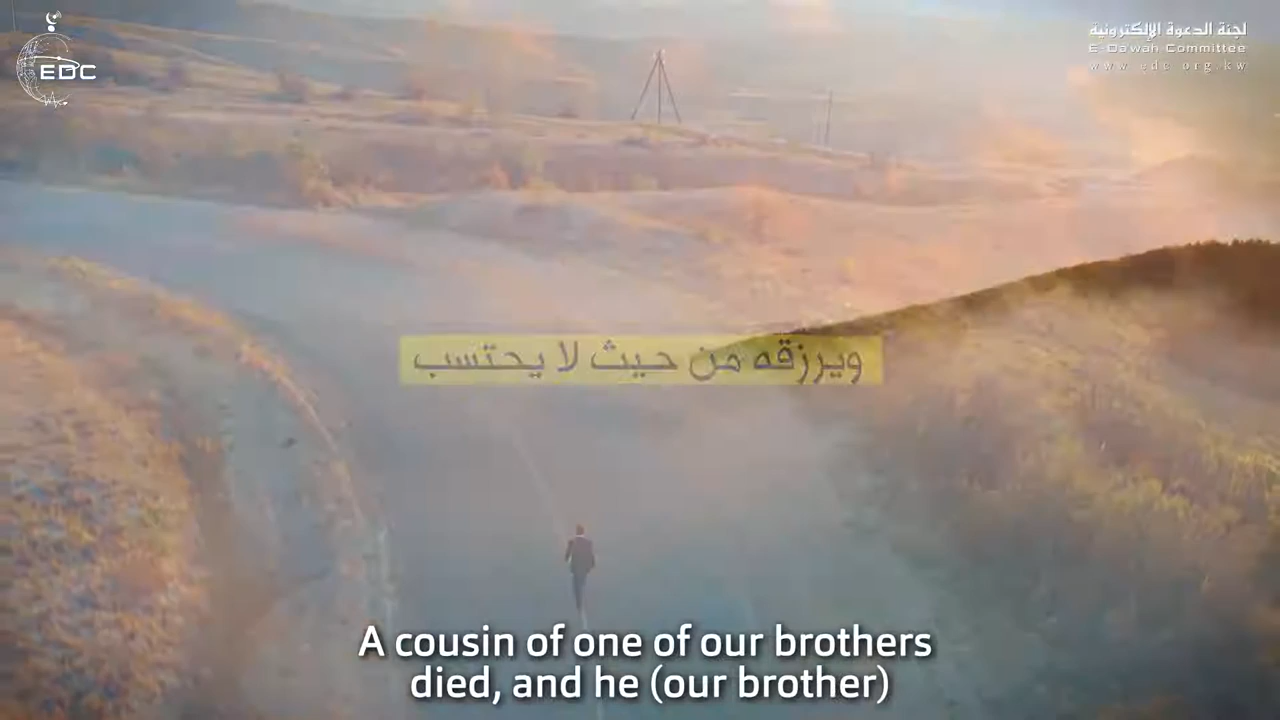 EDC
لجنة الدعوة الإلكترونية
E-Dawah Committee
www.edc.org.kw
ويرزقه من حيث لا يحتسب
A cousin of one of our brothers
died, and he (our brother)